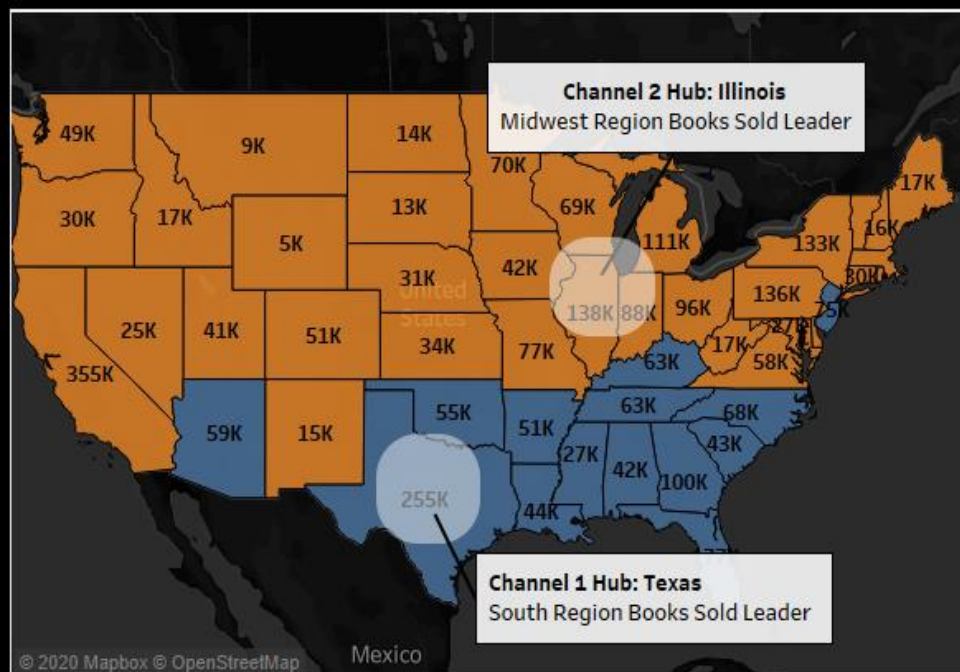 Channel 2 Hub: Illinois
Midwest Region Books Sold Leader
49K
9K
14K
70K
69K
17K
30K
17K
5K
13K
111K
133K
16K
31K
42K
30K
United
States
25K
41K
51K
34K
138K
88K
96K
136K
75K
355K
77K
17K
58K
63K
59K
15K
55K
51K
63K
68K
27K
42K
43K
100K
255K
44K
Channel 1 Hub: Texas
South Region Books Sold Leader
Mexico
© 2020 Mapbox © OpenStreetMap